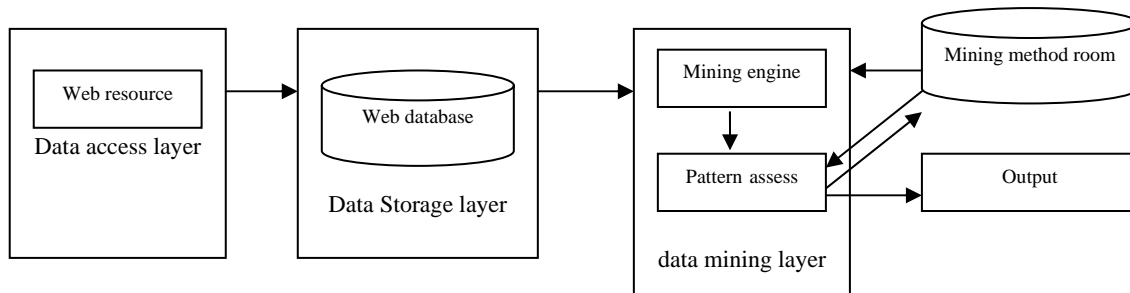 Web resource
Data access layer
Web database
Data Storage layer
Mining engine
Pattern assess
data mining layer
Mining method room
Output